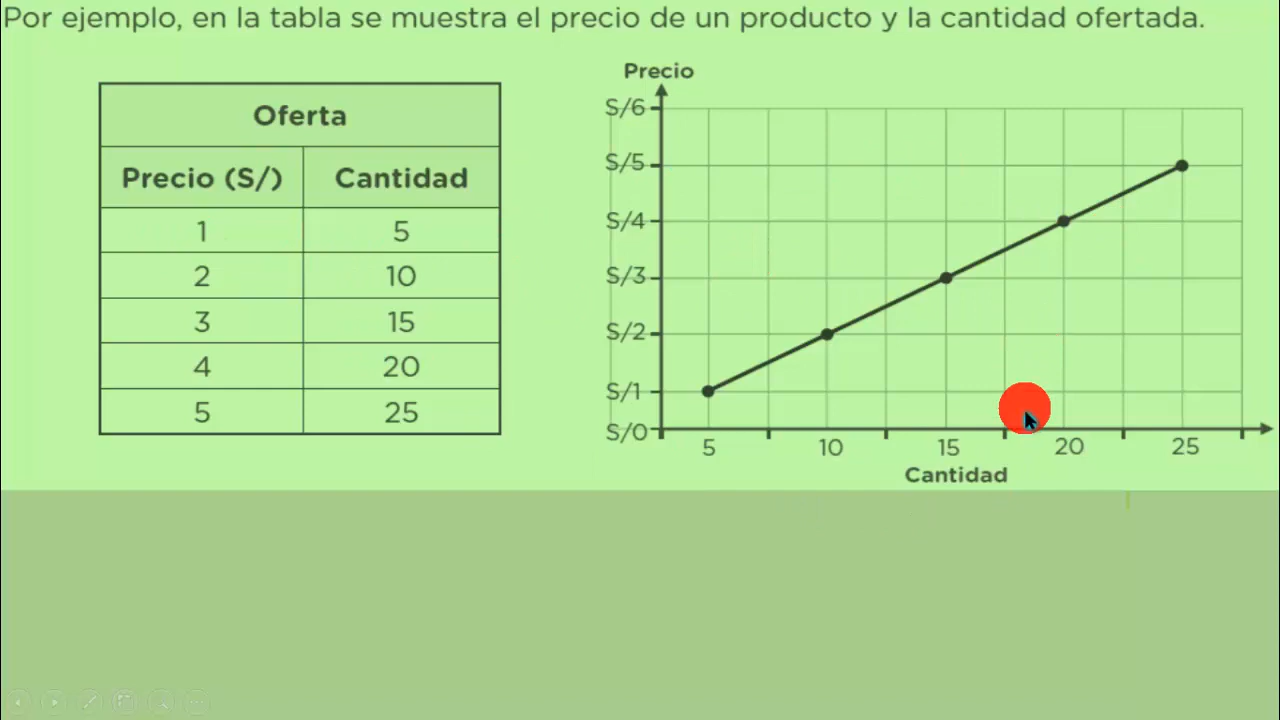 Por ejemplo, en la tabla se muestra el precio de un producto y la cantidad ofertada.
Oferta
Precio (S/) Cantidad
1 5
2 10
3 15
4 20
5 25
Precio
S/6
S/5
S/4
S/3
S/2
S/1
S/0
5 10 15 20 25
Cantidad